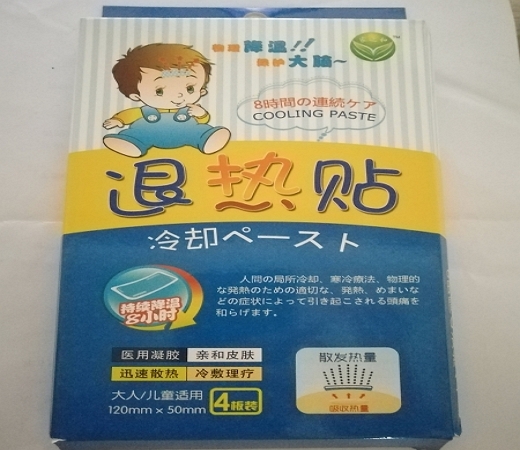 物理降温!!
保护大脑~
TM
8時間の連続ケア
COOLING PASTE
退热贴
冷却ペースト
人間の局所冷却、寒冷療法、物理的
な発熱のための適切な、発熱、めまいな
どの症状によって引き起こされる頭痛を
和らげます。
持续降温
8小时
医用凝胶 亲和皮肤
迅速散热 冷敷理疗
大人/儿童适用
120mm×50mm 4板装
散发热量
吸收热量